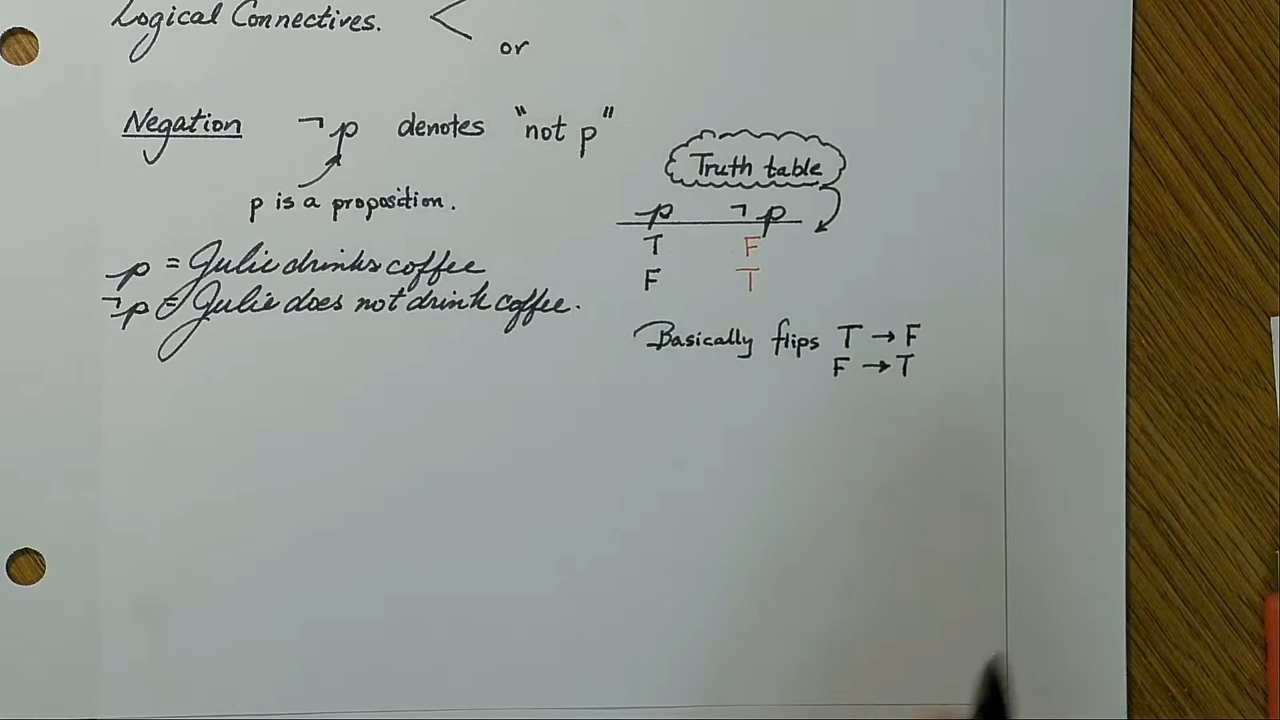 Logical Connectives. <
or
Negation ¬p denotes "not p"
p is a proposition.
Truth table
p ¬p
T F
F T
p = Julie drinks coffee
¬p = Julie does not drink coffee.
Basically flips T → F
F → T